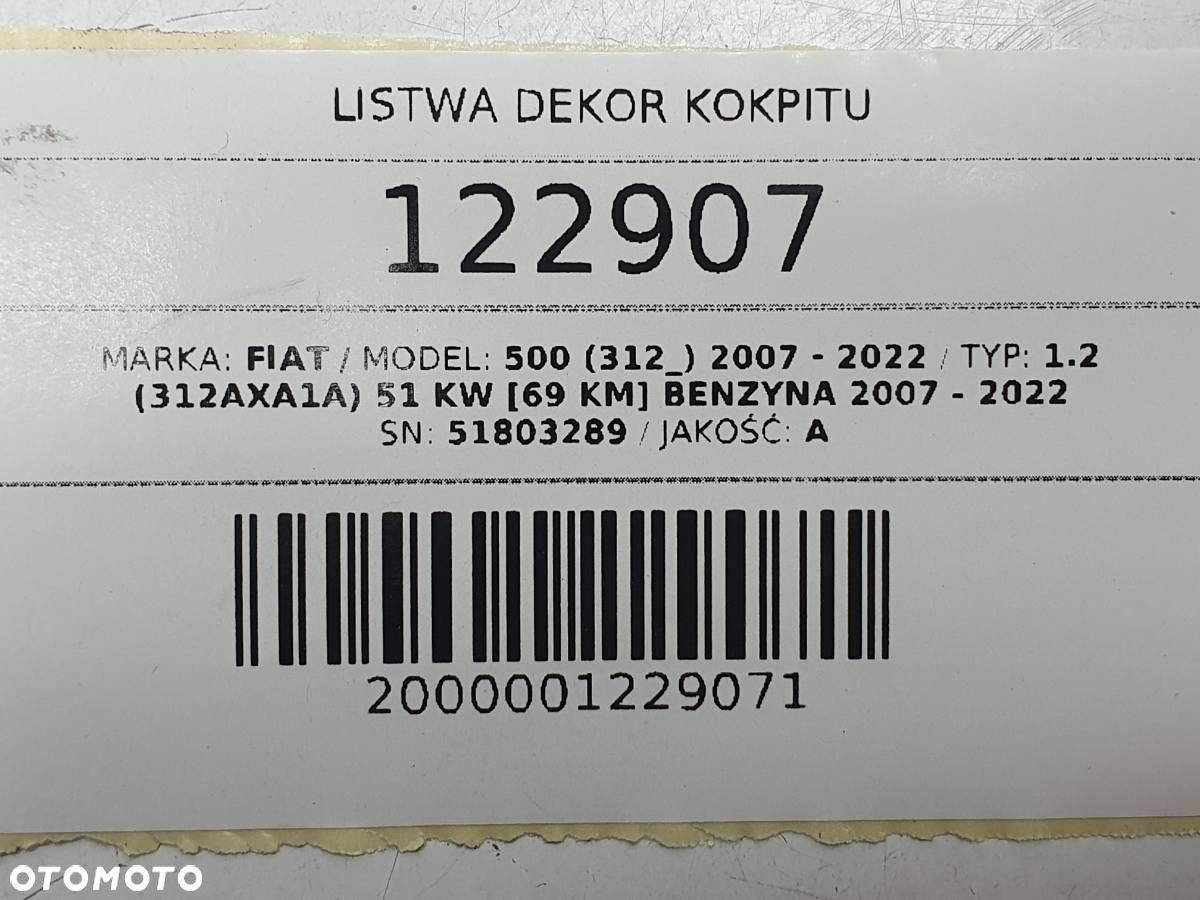 LISTWA DEKOR KOKPITU
122907
MARKA: FIAT / MODEL: 500 (312_) 2007 - 2022 / TYP: 1.2
(312AXA1A) 51 KW [69 KM] BENZYNA 2007 - 2022
SN: 51803289 / JAKOŚĆ: A
2000001229071
OTOMOTO